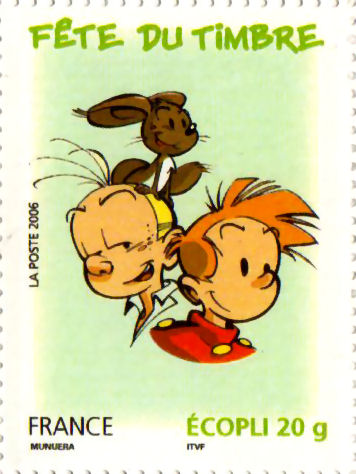 FÊTE DU TIMBRE
LA POSTE 2006
FRANCE
ÉCOPLI 20 g
MUNUERA
ITVF